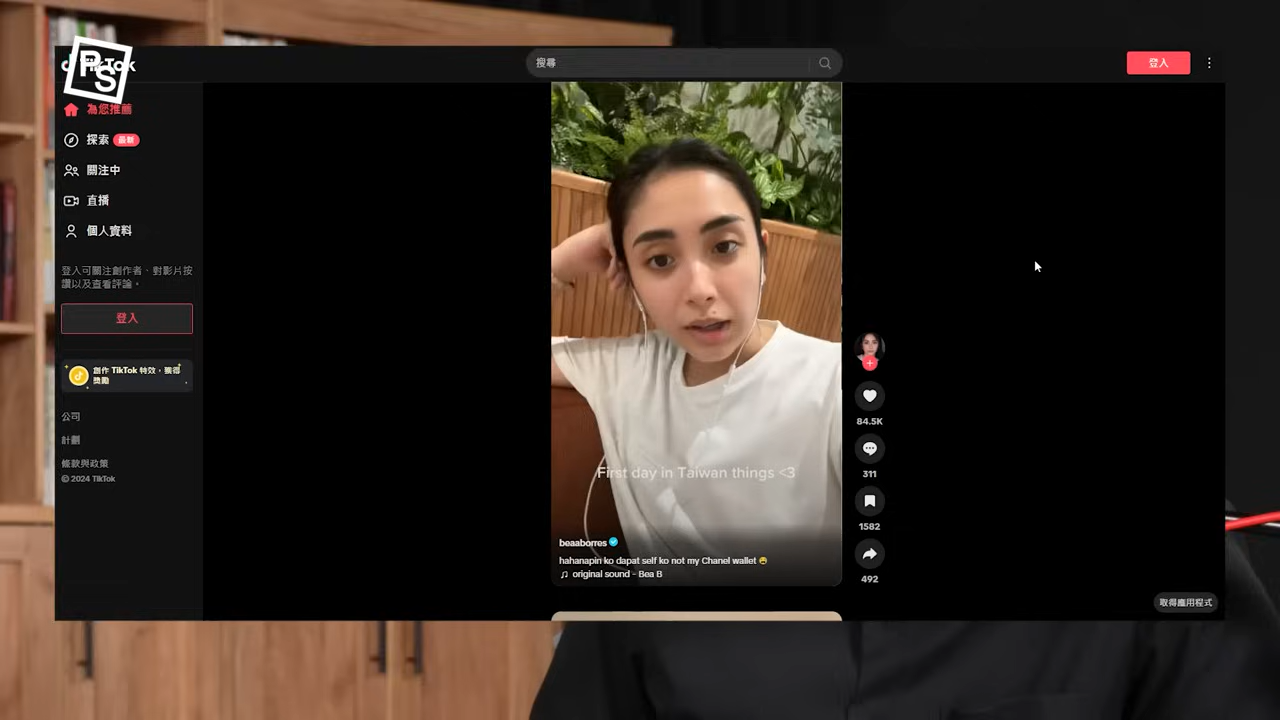 PS
TikTok
搜尋
登入
為您推薦
探索 最新
關注中
直播
個人資料
登入可關注創作者、對影片按
讚以及查看評論。
登入
創作 TikTok 特效，獲得
獎勵
公司
計劃
條款與政策
© 2024 TikTok
First day in Taiwan things <3
beaaborres
hahanapin ko dapat self ko not my Chanel wallet 😅
original sound - Bea B
84.5K
311
1582
492
取得應用程式